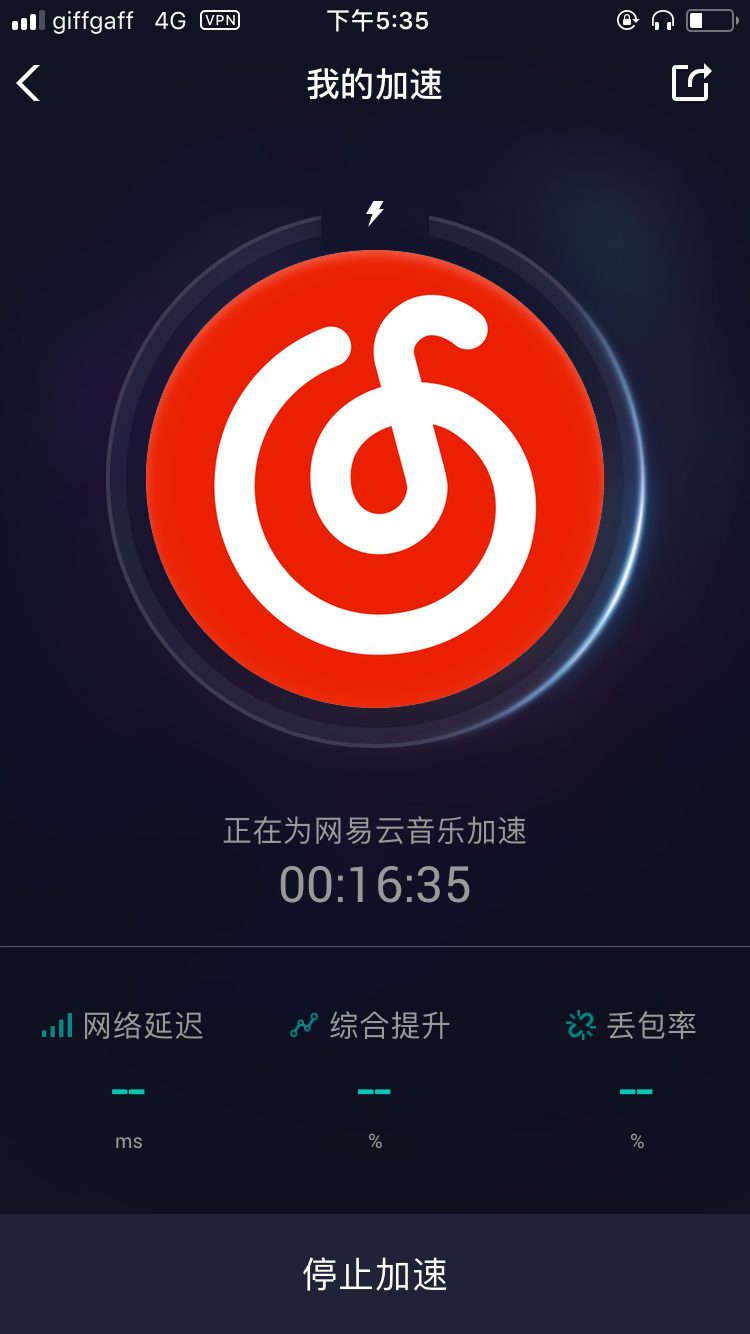 giffgaff 4G VPN 下午5:35
我的加速
正在为网易云音乐加速
00:16:35
网络延迟 综合提升 丢包率
-- -- --
ms % %
停止加速